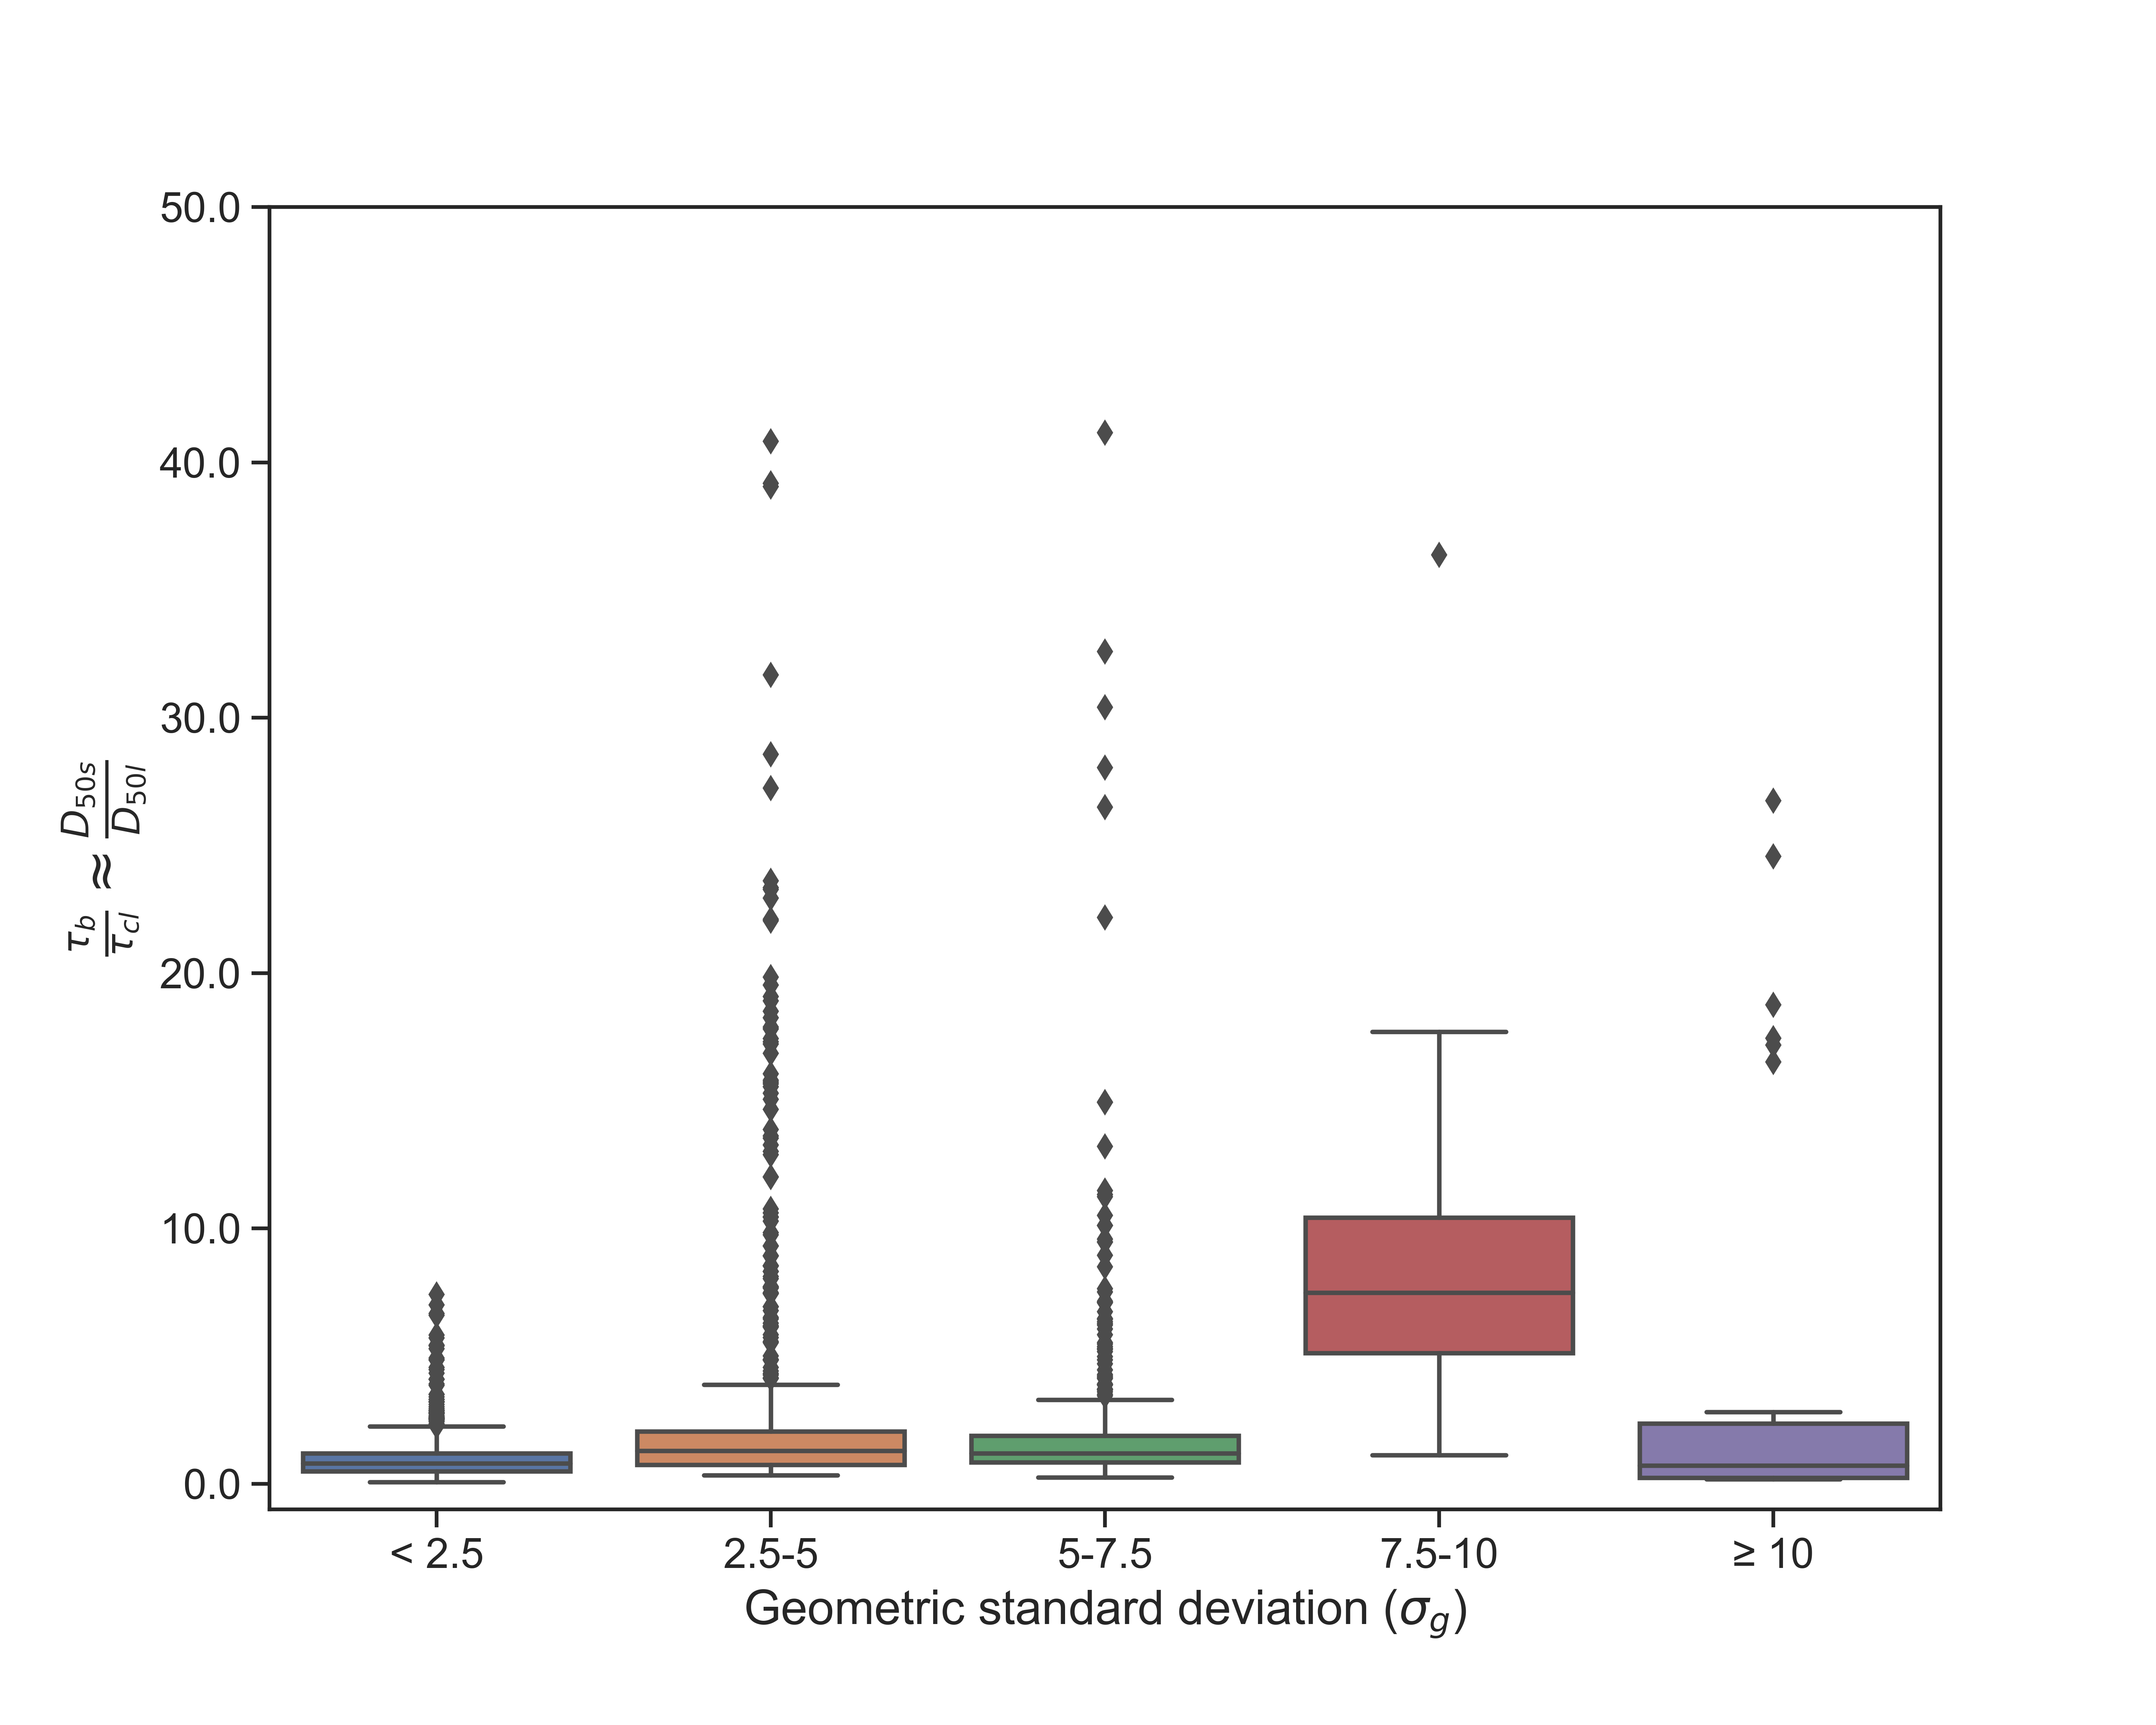 50.0
40.0
30.0
20.0
10.0
0.0
τb/τcl ≈ D50s/D50l
< 2.5 2.5-5 5-7.5 7.5-10 ≥ 10
Geometric standard deviation (σg)